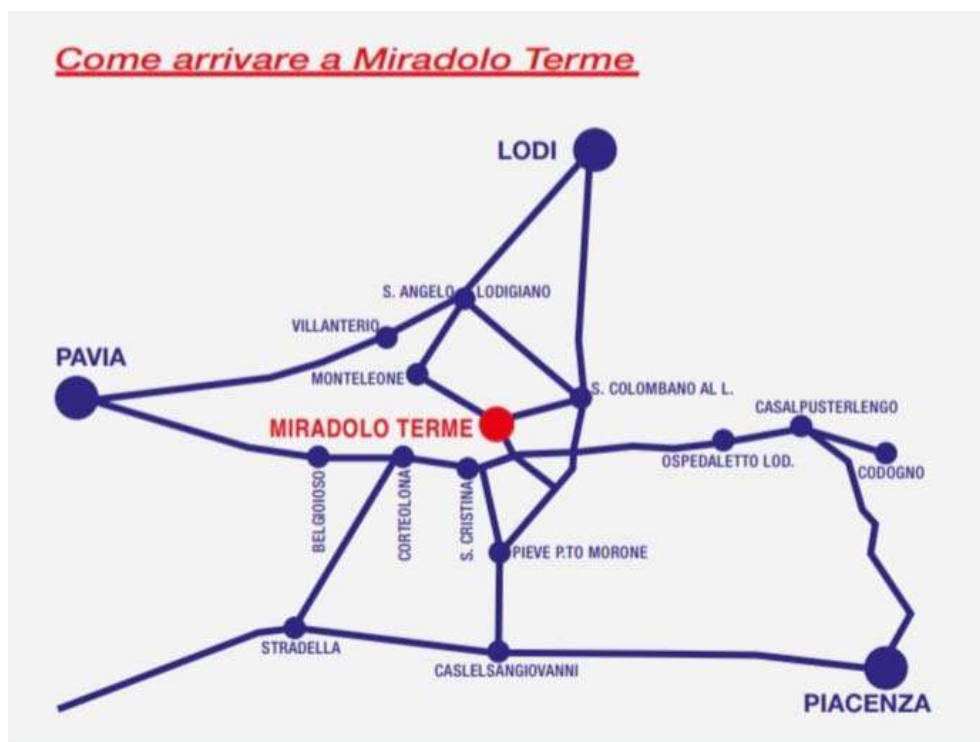 Come arrivare a Miradolo Terme
LODI
S. ANGELO LODIGIANO
VILLANTERIO
PAVIA
MONTELEONE
S. COLOMBANO AL L.
CASALPUSTERLENGO
MIRADOLO TERME
OSPEDALETTO LOD.
CODOGNO
BELGIOIOSO
CORTEOLONA
S. CRISTINA
PIEVE P.TO MORONE
STRADELLA
CASLELSANGIOVANNI
PIACENZA